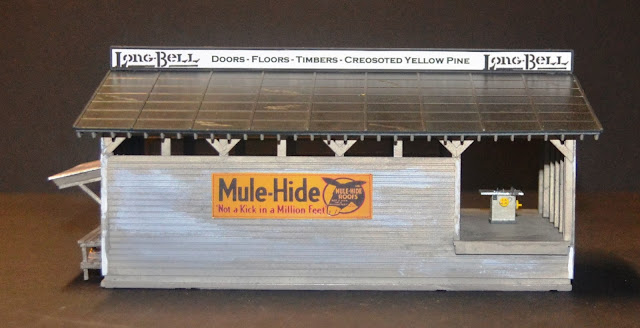 Long-Bell Doors - Floors - Timbers - Creosoted Yellow Pine Long-Bell
Mule-Hide
'Not a Kick in a Million Feet'
MULE-HIDE
ROOFS